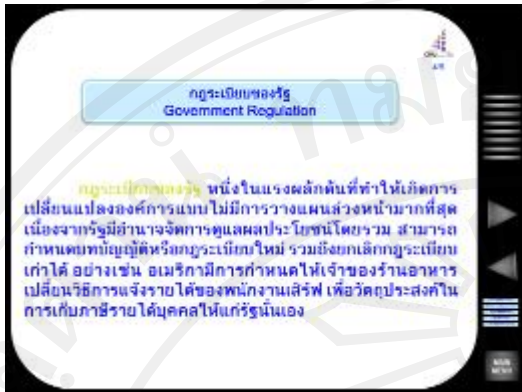 กฎระเบียบของรัฐ
Government Regulation
กฎระเบียบของรัฐ หนึ่งในแรงผลักดันที่ทำให้เกิดการ
เปลี่ยนแปลงองค์การแบบไม่มีการวางแผนล่วงหน้ามากที่สุด
เนื่องจากรัฐมีอำนาจจัดการดูแลผลประโยชน์โดยรวม สามารถ
กำหนดบทบัญญัติหรือกฎระเบียบใหม่ รวมถึงยกเลิกกฎระเบียบ
เก่าได้ อย่างเช่น อเมริกามีการกำหนดให้เจ้าของร้านอาหาร
เปลี่ยนวิธีการแจ้งรายได้ของพนักงานเสิร์ฟ เพื่อวัตถุประสงค์ใน
การเก็บภาษีรายได้บุคคลให้แก่รัฐนั่นเอง
MAIN
MENU